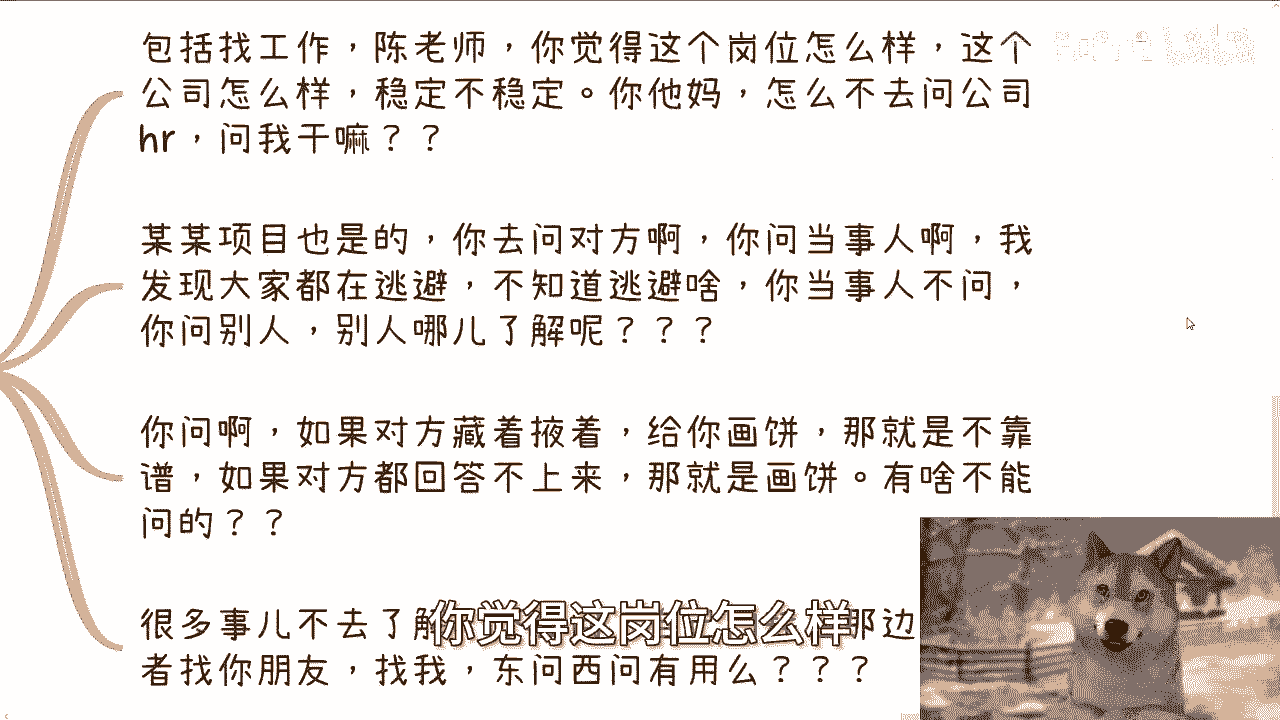 包括找工作，陈老师，你觉得这个岗位怎么样，这个
公司怎么样，稳定不稳定。你他妈，怎么不去问公司
hr，问我干嘛？？
某某项目也是的，你去问对方啊，你问当事人啊，我
发现大家都在逃避，不知道逃避啥，你当事人不问，
你问别人，别人哪儿了解呢？？？
你问啊，如果对方藏着掖着，给你画饼，那就是不靠
谱，如果对方都回答不上来，那就是画饼。有啥不能
问的？？
很多事儿不去了解
你觉得这岗位怎么样
那边
者找你朋友，找我，东问西问有用么？？？